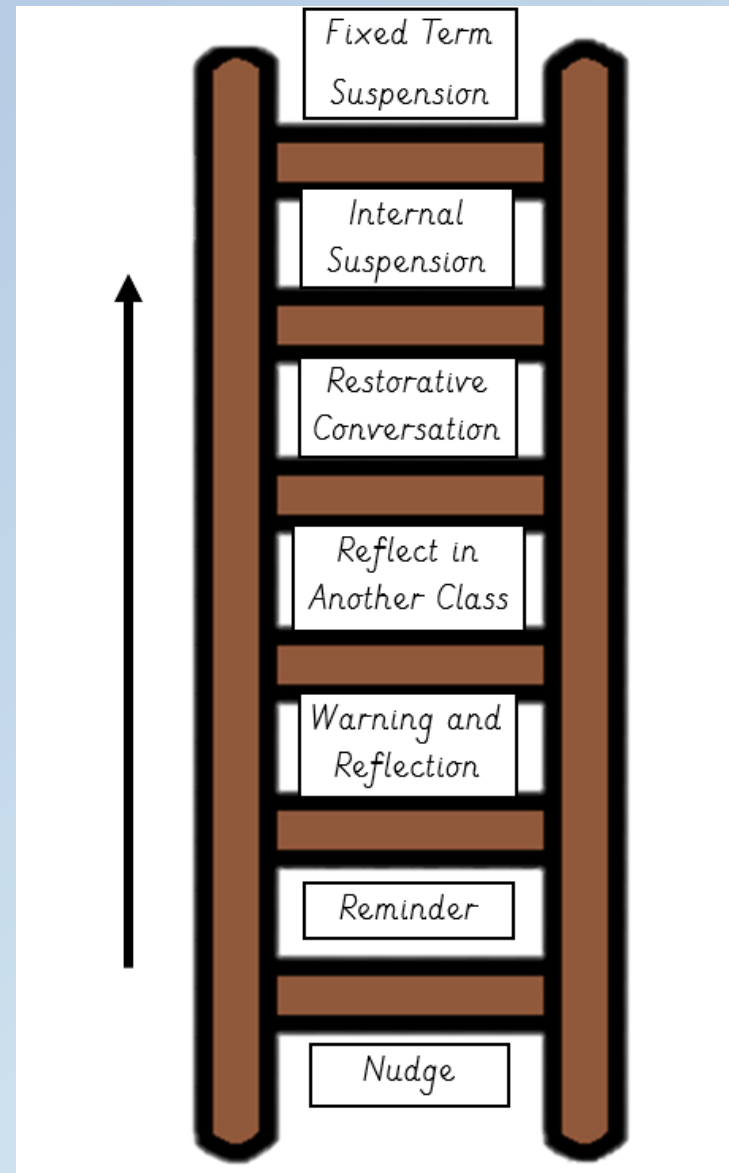 Fixed Term
Suspension
Internal
Suspension
Restorative
Conversation
Reflect in
Another Class
Warning and
Reflection
Reminder
Nudge